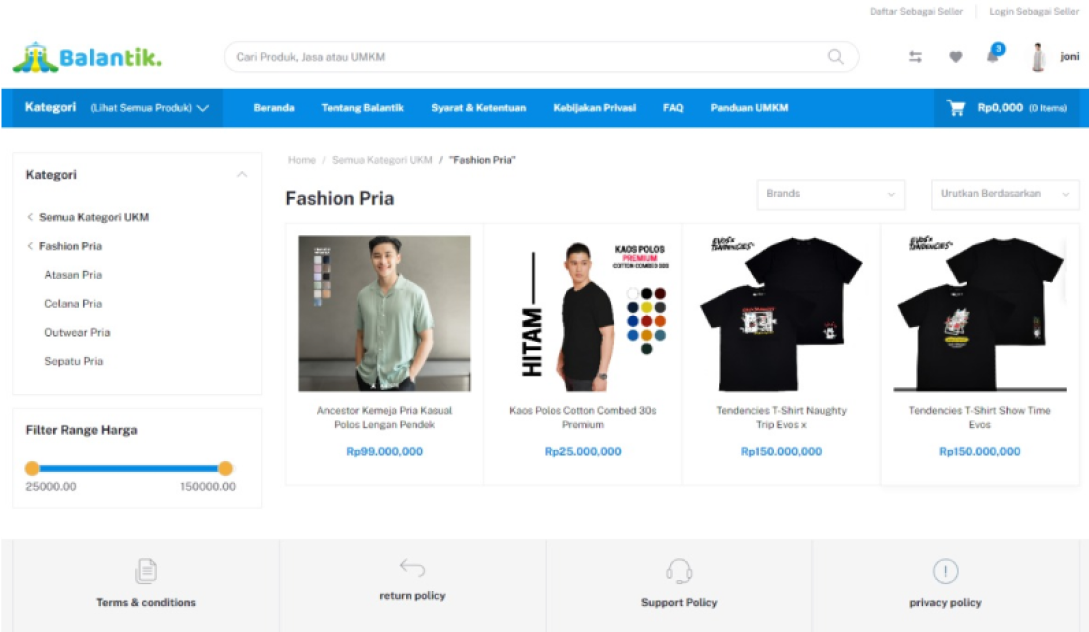 Daftar Sebagai Seller
Login Sebagai Seller
Balantik.
Cari Produk, Jasa atau UMKM
3
joni
Kategori (Lihat Semua Produk)
Beranda
Tentang Balantik
Syarat & Ketentuan
Kebijakan Privasi
FAQ
Panduan UMKM
Rp0,000 (0 Items)
Kategori
Semua Kategori UKM
Fashion Pria
Atasan Pria
Celana Pria
Outwear Pria
Sepatu Pria
Filter Range Harga
25000.00
150000.00
Home / Semua Kategori UKM / "Fashion Pria"
Fashion Pria
Brands
Urutkan Berdasarkan
Ancestor Kemeja Pria Kasual
Polos Lengan Pendek
Rp99.000,000
HITAM
KAOS POLOS
PREMIUM
COTTON COMBED 30S
Kaos Polos Cotton Combed 30s
Premium
Rp25.000,000
EVOS x
TENDENCIES
Tendencies T-Shirt Naughty
Trip Evos x
Rp150.000,000
EVOS x
TENDENCIES
Tendencies T-Shirt Show Time
Evos
Rp150.000,000
Terms & conditions
return policy
Support Policy
privacy policy